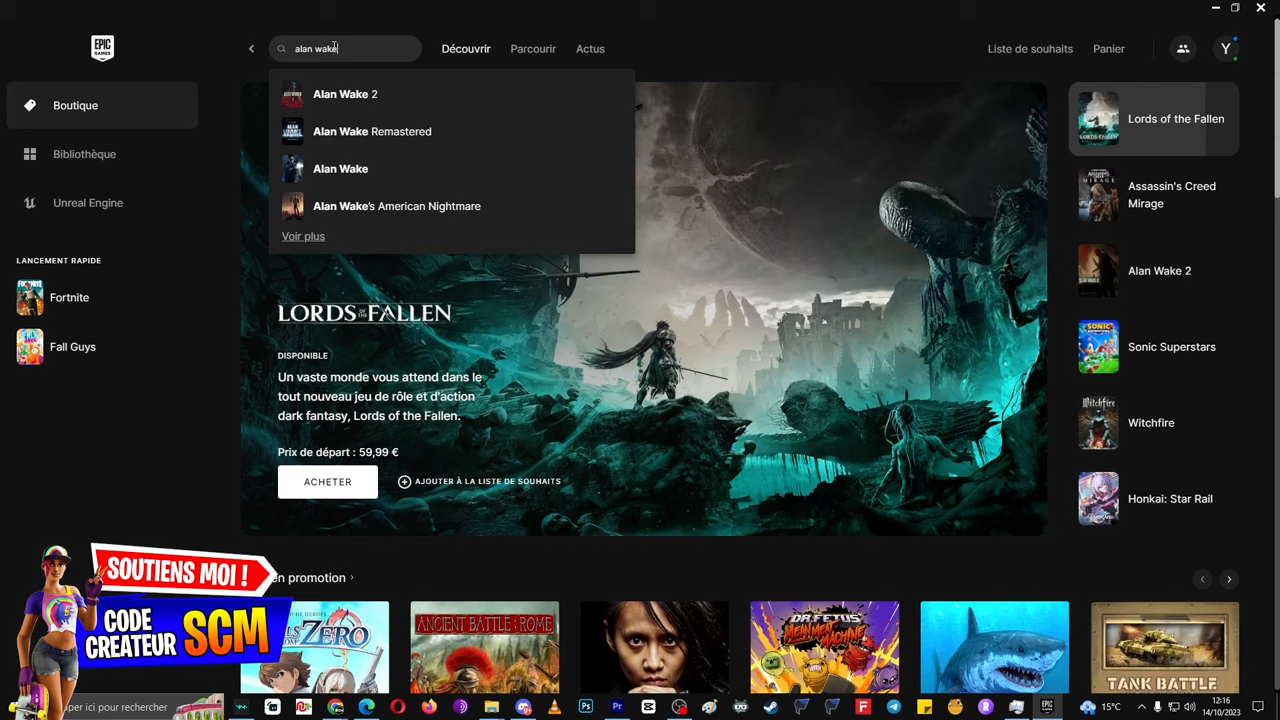 EPIC
GAMES
alan wake
Découvrir
Parcourir
Actus
Liste de souhaits
Panier
Y
Boutique
Bibliothèque
Unreal Engine
LANCEMENT RAPIDE
Fortnite
Fall Guys
Alan Wake 2
Alan Wake Remastered
Alan Wake
Alan Wake's American Nightmare
Voir plus
LORDS OF THE FALLEN
DISPONIBLE
Un vaste monde vous attend dans le
tout nouveau jeu de rôle et d'action
dark fantasy, Lords of the Fallen.
Prix de départ : 59,99 €
ACHETER
AJOUTER À LA LISTE DE SOUHAITS
Lords of the Fallen
Assassin's Creed
Mirage
Alan Wake 2
Sonic Superstars
Witchfire
Honkai: Star Rail
en promotion
SOUTIENS MOI !
CODE
CREATEUR SCM
ZERO
ANCIENT BATTLE: ROME
DR. FETUS'
MEAN MEAT MACHINE
TANK BATTLE
per ici pour rechercher
15°C
12:16
14/10/2023